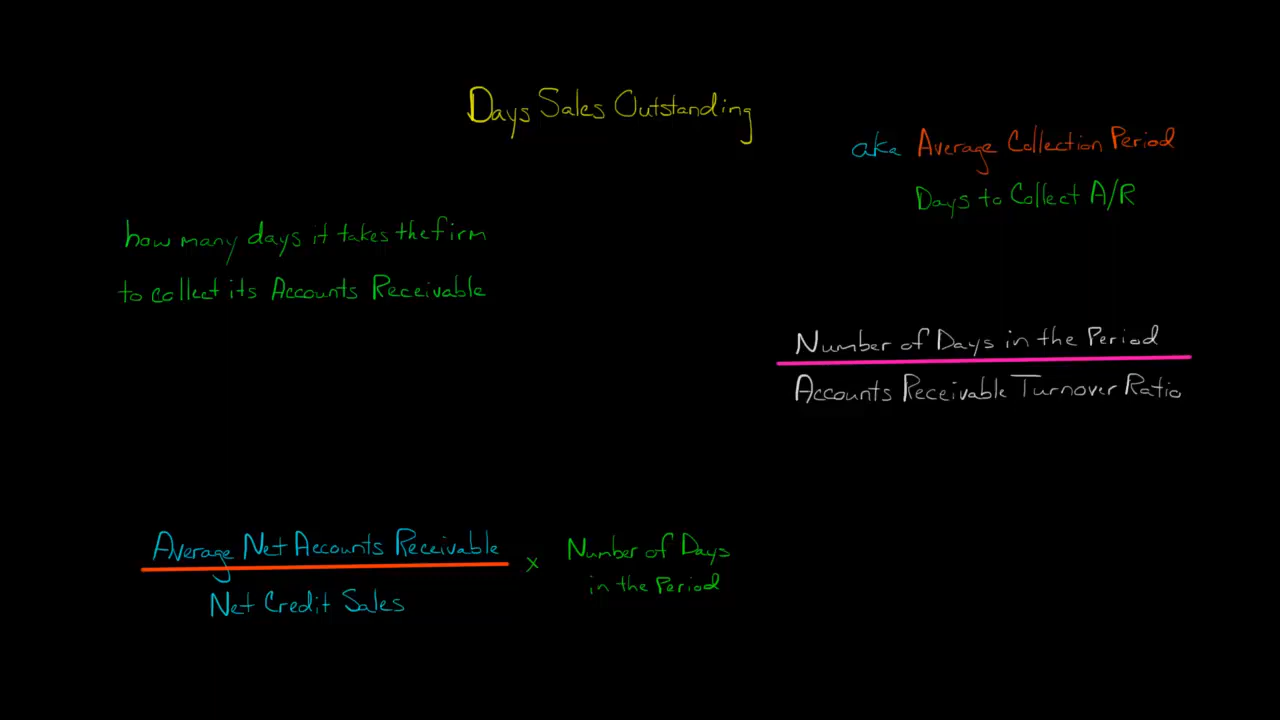 Days Sales Outstanding
aka Average Collection Period
Days to Collect A/R
how many days it takes the firm
to collect its Accounts Receivable
Number of Days in the Period
Accounts Receivable Turnover Ratio
Average Net Accounts Receivable
Net Credit Sales
x
Number of Days
in the Period